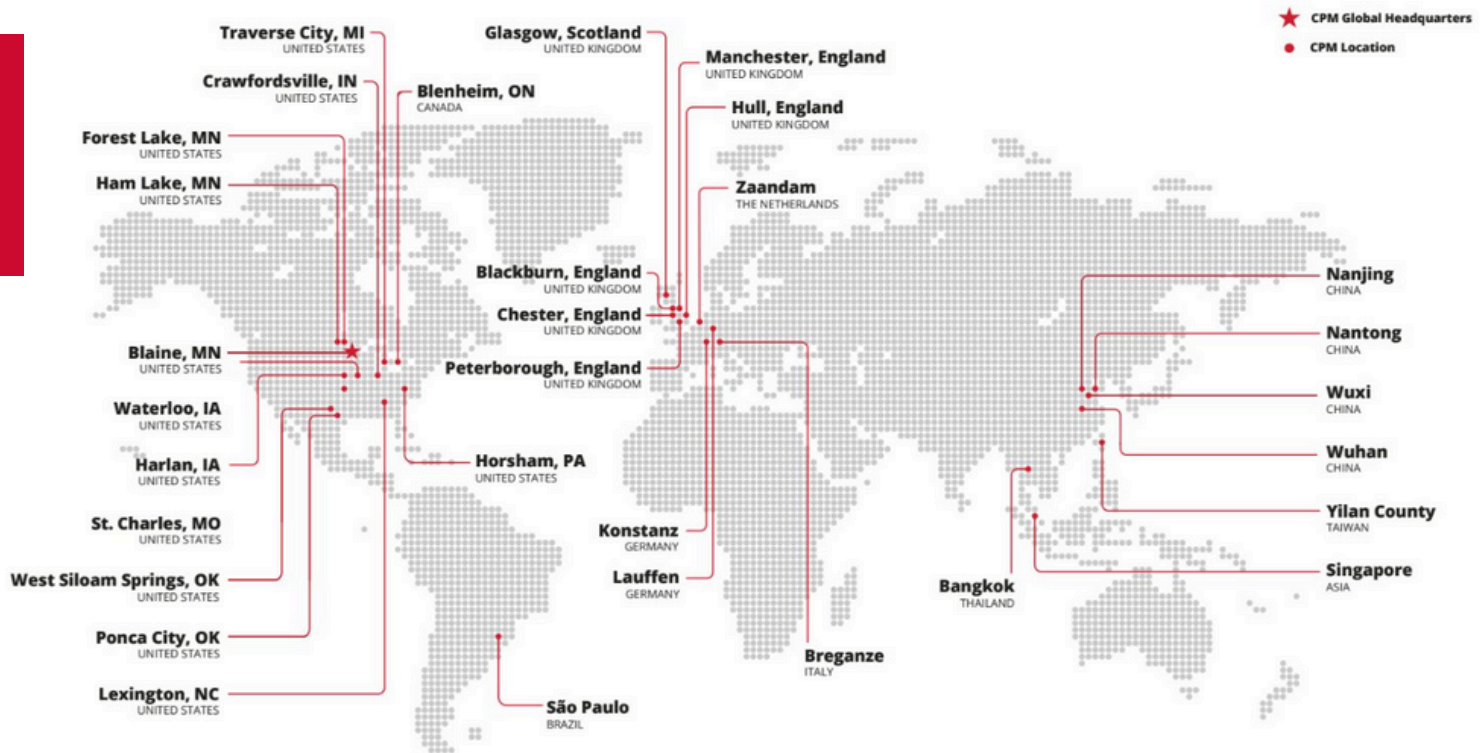 CPM Global Headquarters
CPM Location
Traverse City, MI
UNITED STATES
Crawfordsville, IN
UNITED STATES
Blenheim, ON
CANADA
Forest Lake, MN
UNITED STATES
Ham Lake, MN
UNITED STATES
Blaine, MN
UNITED STATES
Waterloo, IA
UNITED STATES
Harlan, IA
UNITED STATES
St. Charles, MO
UNITED STATES
West Siloam Springs, OK
UNITED STATES
Ponca City, OK
UNITED STATES
Lexington, NC
UNITED STATES
Horsham, PA
UNITED STATES
São Paulo
BRAZIL
Glasgow, Scotland
UNITED KINGDOM
Manchester, England
UNITED KINGDOM
Hull, England
UNITED KINGDOM
Zaandam
THE NETHERLANDS
Blackburn, England
UNITED KINGDOM
Chester, England
UNITED KINGDOM
Peterborough, England
UNITED KINGDOM
Konstanz
GERMANY
Lauffen
GERMANY
Breganze
ITALY
Nanjing
CHINA
Nantong
CHINA
Wuxi
CHINA
Wuhan
CHINA
Yilan County
TAIWAN
Singapore
ASIA
Bangkok
THAILAND